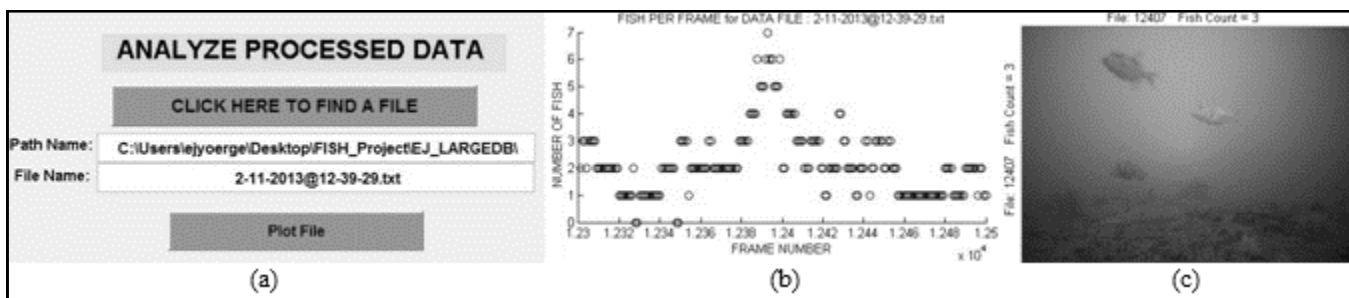 ANALYZE PROCESSED DATA
CLICK HERE TO FIND A FILE
Path Name: C:\Users\ejyoerge\Desktop\FISH_Project\EJ_LARGEDB\
File Name: 2-11-2013@12-39-29.txt
Plot File
(a)
FISH PER FRAME for DATA FILE : 2-11-2013@12-39-29.txt
NUMBER OF FISH
7
6
5
4
3
2
1
0
1.23 1.232 1.234 1.236 1.238 1.24 1.242 1.244 1.246 1.248 1.25
FRAME NUMBER
x 10⁴
(b)
File: 12407 Fish Count = 3
File: 12407 Fish Count = 3
(c)